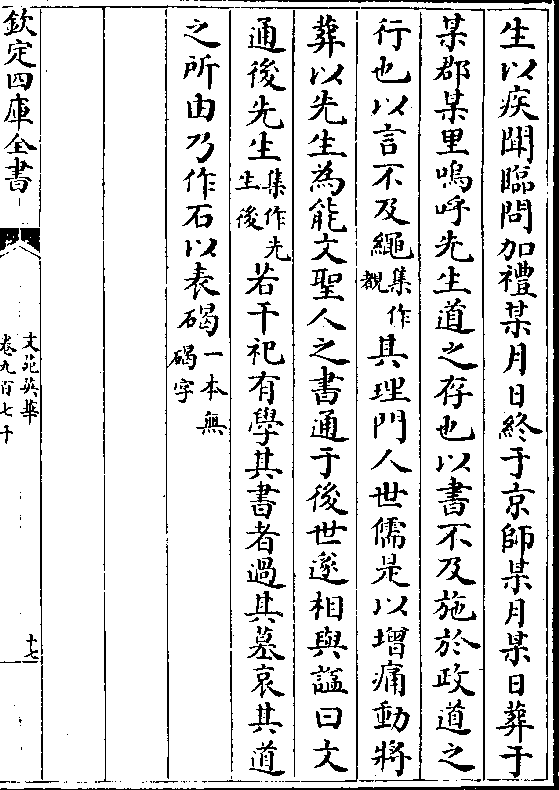 生以疾聞臨問加禮某月日終于京師某月某日葬于
某郡某里嗚呼先生道之存也以書不及施於政道之
行也以言不及繩集作覩其理門人世儒是以增痛動將
葬以先生為能文聖人之書通于後世遂相與諡曰文
通後先生集作先生後若干祀有學其書者過其墓哀其道
之所由乃作石以表碣一本無碣字
欽定四庫全書
文苑英華
卷九百七十
十七